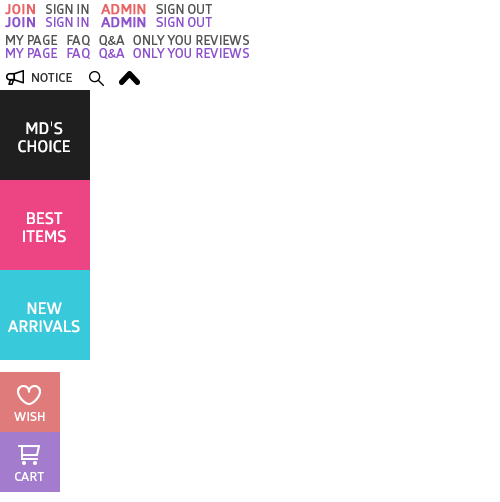 JOIN SIGN IN ADMIN SIGN OUT
JOIN SIGN IN ADMIN SIGN OUT
MY PAGE FAQ Q&A ONLY YOU REVIEWS
MY PAGE FAQ Q&A ONLY YOU REVIEWS
NOTICE
MD'S
CHOICE
BEST
ITEMS
NEW
ARRIVALS
WISH
CART